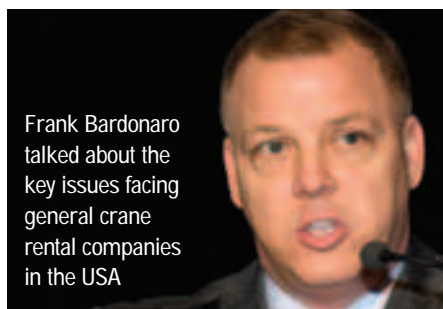 Frank Bardonaro
talked about the
key issues facing
general crane
rental companies
in the USA